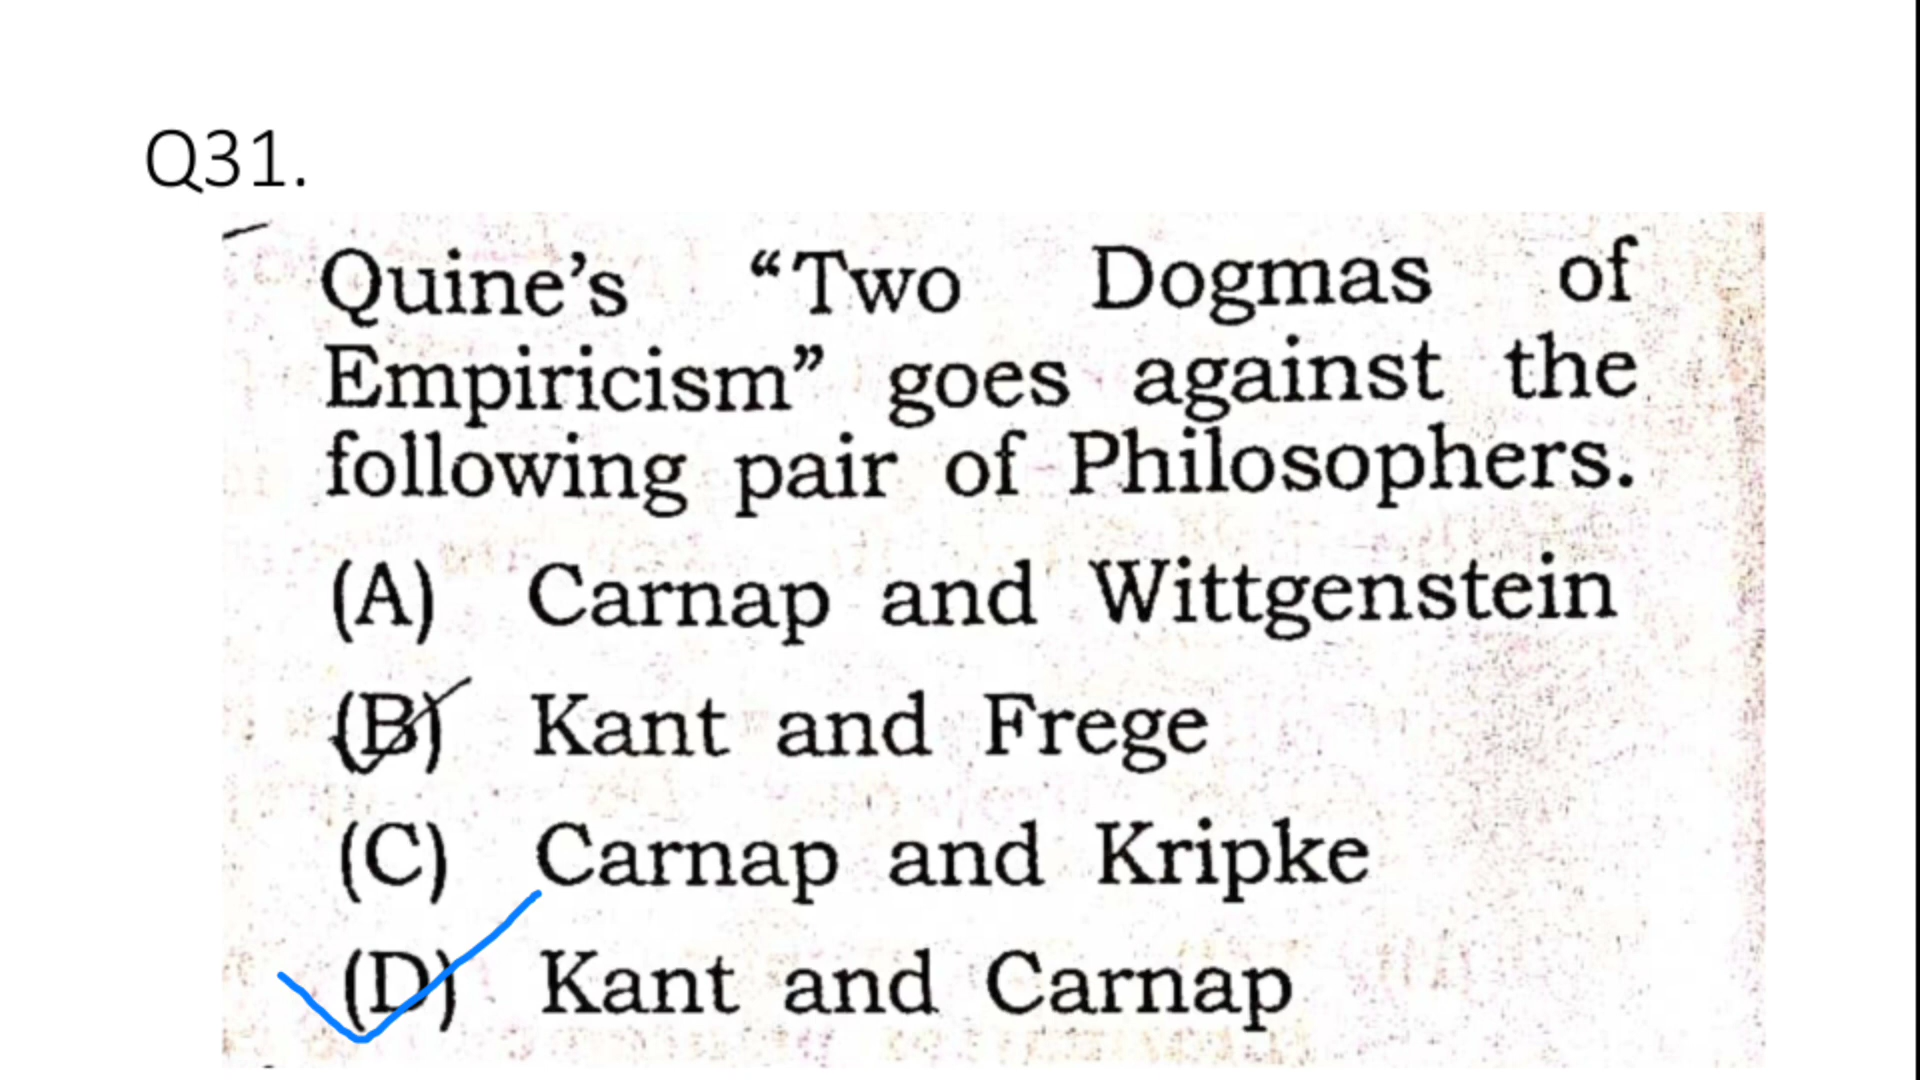 Q31.
Quine’s “Two Dogmas of
Empiricism” goes against the
following pair of Philosophers.
(A) Carnap and Wittgenstein
(B) Kant and Frege
(C) Carnap and Kripke
(D) Kant and Carnap